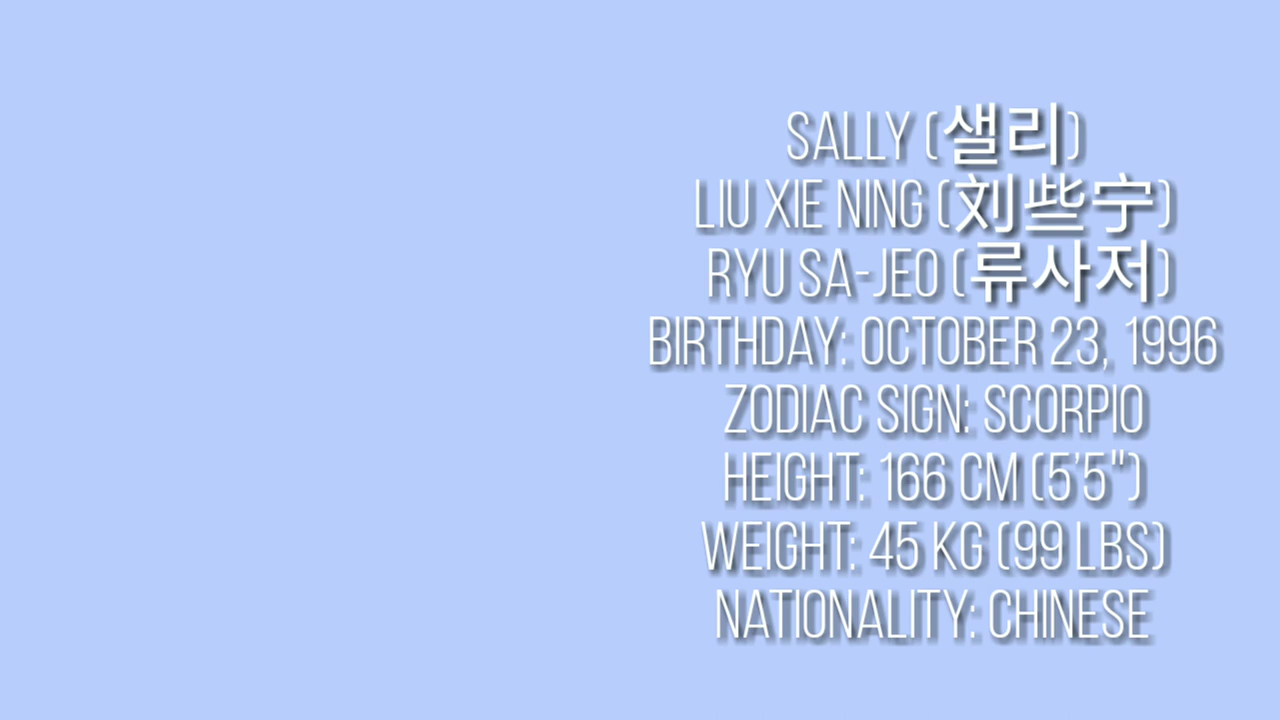 SALLY (샐리)
LIU XIE NING (刘些宁)
RYU SA-JEO (류사저)
BIRTHDAY: OCTOBER 23, 1996
ZODIAC SIGN: SCORPIO
HEIGHT: 166 CM (5'5")
WEIGHT: 45 KG (99 LBS)
NATIONALITY: CHINESE